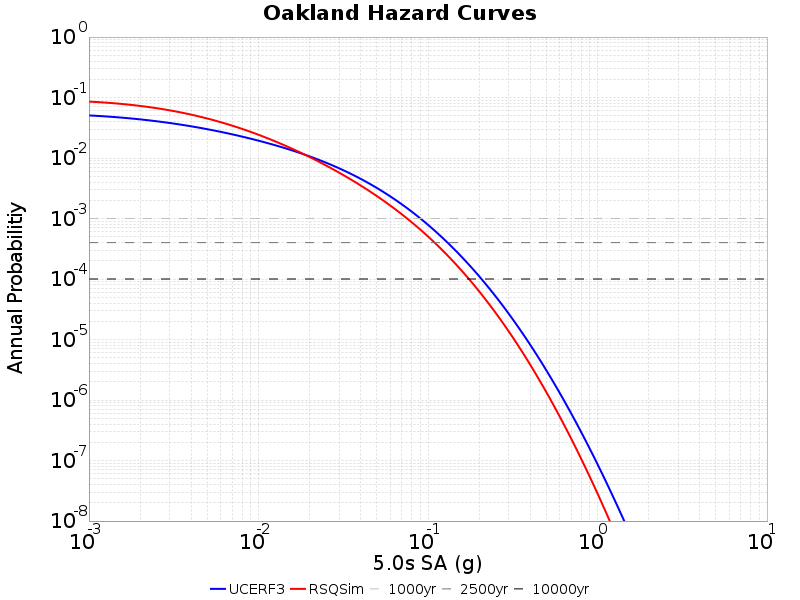 Oakland Hazard Curves
Annual Probabilitiy
10^0
10^-1
10^-2
10^-3
10^-4
10^-5
10^-6
10^-7
10^-8
10^-3 10^-2 10^-1 10^0 10^1
5.0s SA (g)
UCERF3 RSQSim 1000yr 2500yr 10000yr